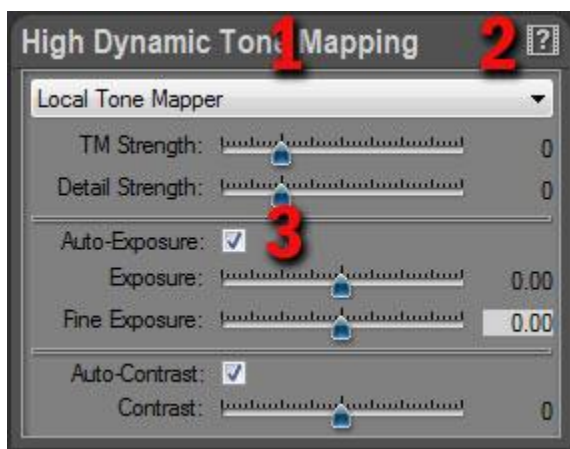 High Dynamic Tone Mapping ?
1 2
Local Tone Mapper
TM Strength: 0
Detail Strength: 0
3
Auto-Exposure:
Exposure: 0.00
Fine Exposure: 0.00
Auto-Contrast:
Contrast: 0